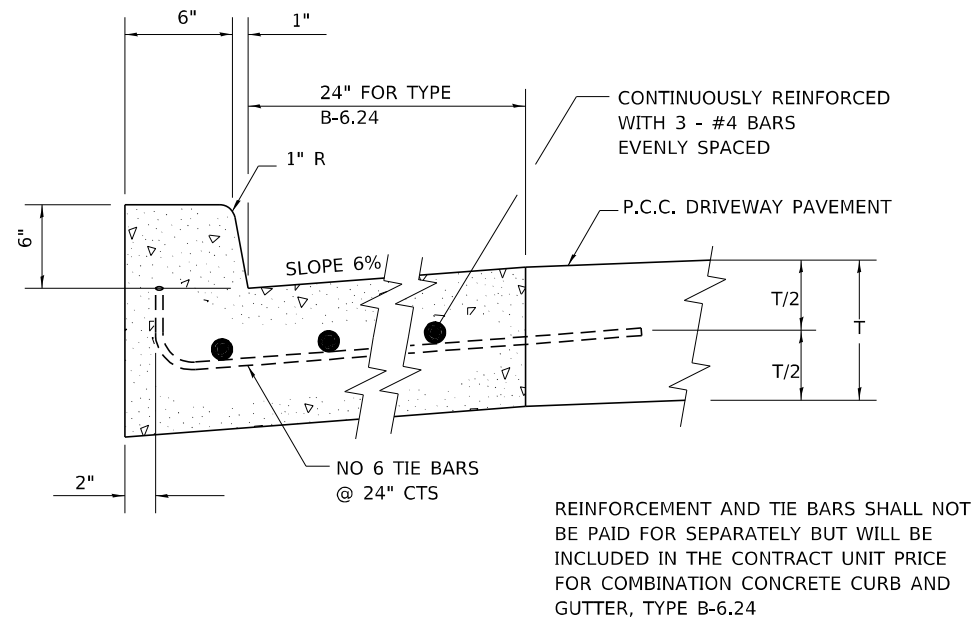 6"
1"
24" FOR TYPE
B-6.24
CONTINUOUSLY REINFORCED
WITH 3 - #4 BARS
EVENLY SPACED
1" R
P.C.C. DRIVEWAY PAVEMENT
6"
SLOPE 6%
T/2
T
T/2
NO 6 TIE BARS
@ 24" CTS
2"
REINFORCEMENT AND TIE BARS SHALL NOT
BE PAID FOR SEPARATELY BUT WILL BE
INCLUDED IN THE CONTRACT UNIT PRICE
FOR COMBINATION CONCRETE CURB AND
GUTTER, TYPE B-6.24